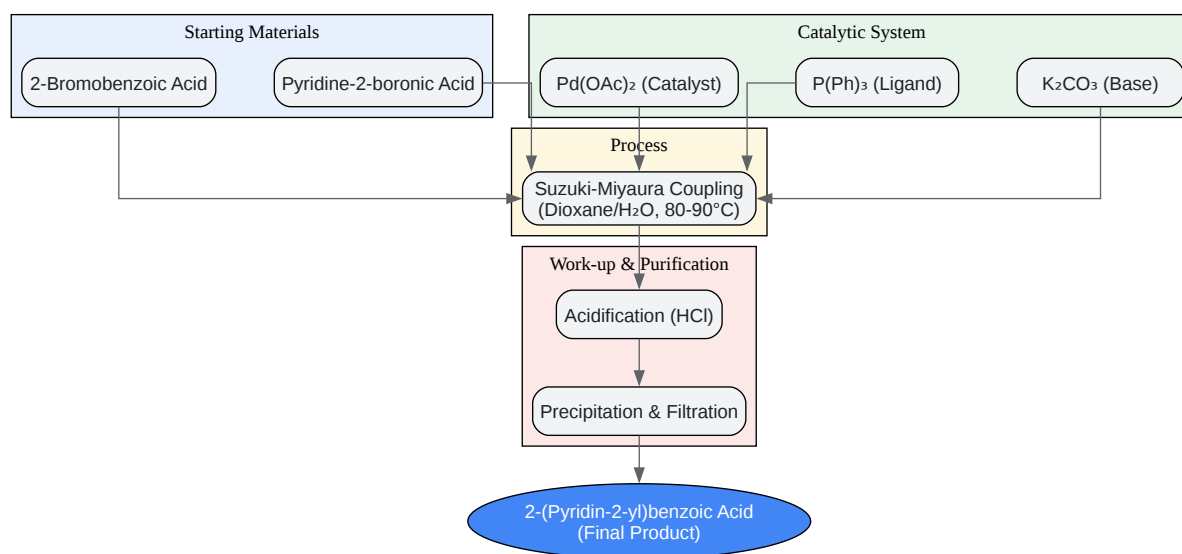 Starting Materials
Catalytic System
2-Bromobenzoic Acid
Pyridine-2-boronic Acid
Pd(OAc)₂ (Catalyst)
P(Ph)₃ (Ligand)
K₂CO₃ (Base)
Process
Suzuki-Miyaura Coupling
(Dioxane/H₂O, 80-90°C)
Work-up & Purification
Acidification (HCl)
Precipitation & Filtration
2-(Pyridin-2-yl)benzoic Acid
(Final Product)